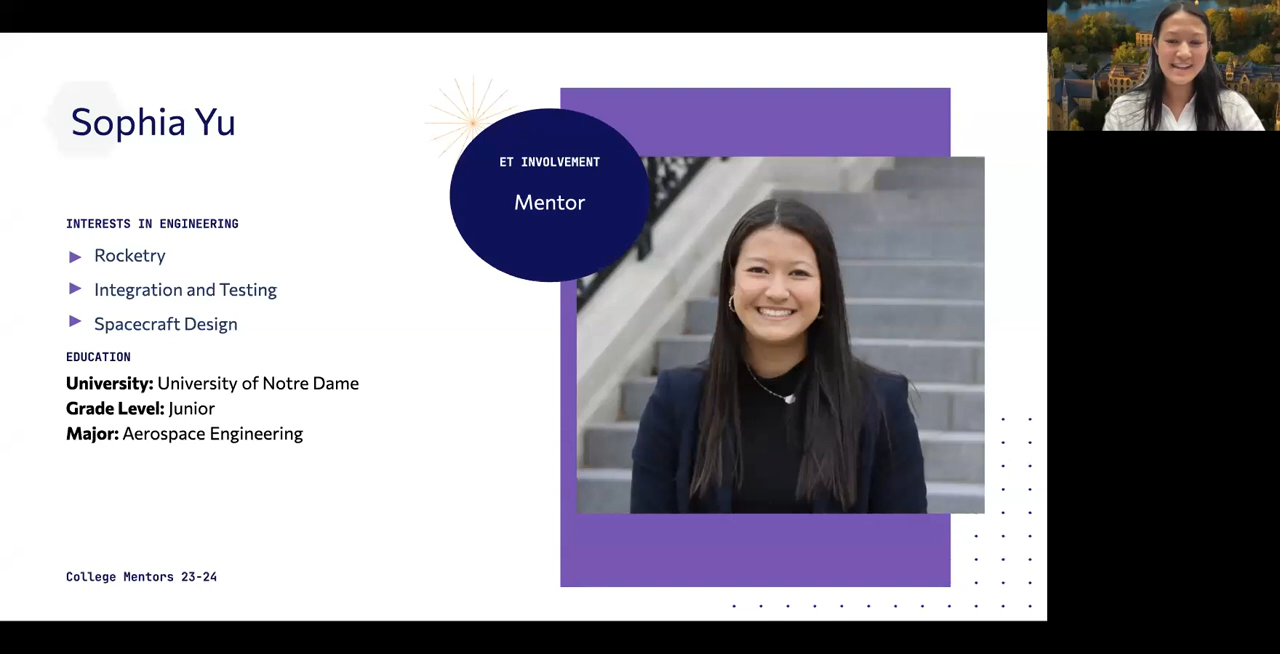 Sophia Yu
ET INVOLVEMENT
Mentor
INTERESTS IN ENGINEERING
Rocketry
Integration and Testing
Spacecraft Design
EDUCATION
University: University of Notre Dame
Grade Level: Junior
Major: Aerospace Engineering
College Mentors 23-24